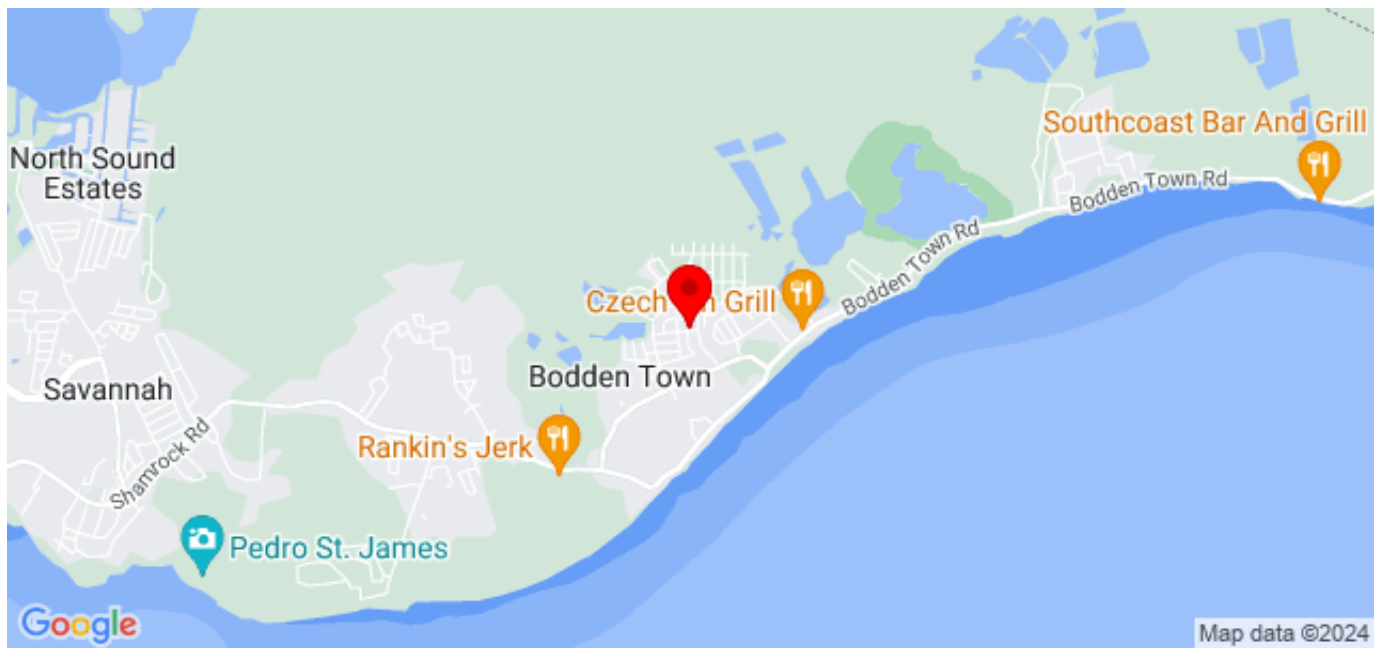 Southcoast Bar And Grill
North Sound
Estates
Bodden Town Rd
Bodden Town Rd
Czech
Grill
Bodden Town
Savannah
Rankin's Jerk
Shamrock Rd
Pedro St. James
Google
Map data ©2024